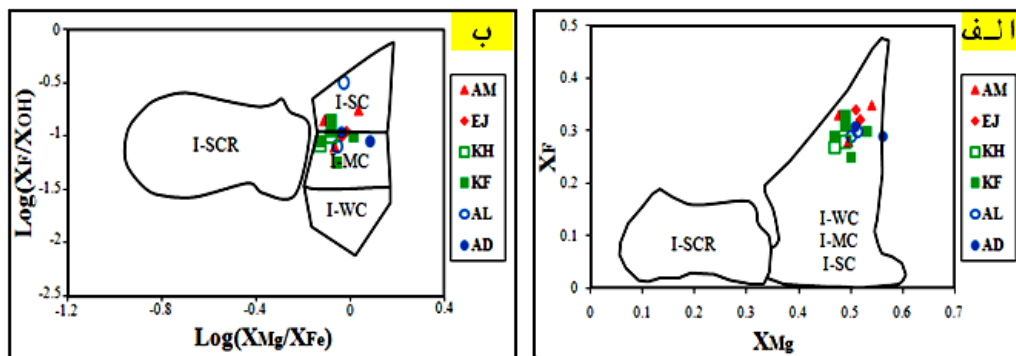 ب
0
-0.5
-1
-1.5
-2
-2.5
-1.2
-0.8
-0.4
0
0.4
Log(XF/XOH)
Log(XMg/XFe)
I-SCR
I-SC
I-MC
I-WC
AM
EJ
KH
KF
AL
AD
الـف
0.5
0.4
0.3
0.2
0.1
0
0
0.1
0.2
0.3
0.4
0.5
0.6
0.7
XF
XMg
I-SCR
I-WC
I-MC
I-SC
AM
EJ
KH
KF
AL
AD